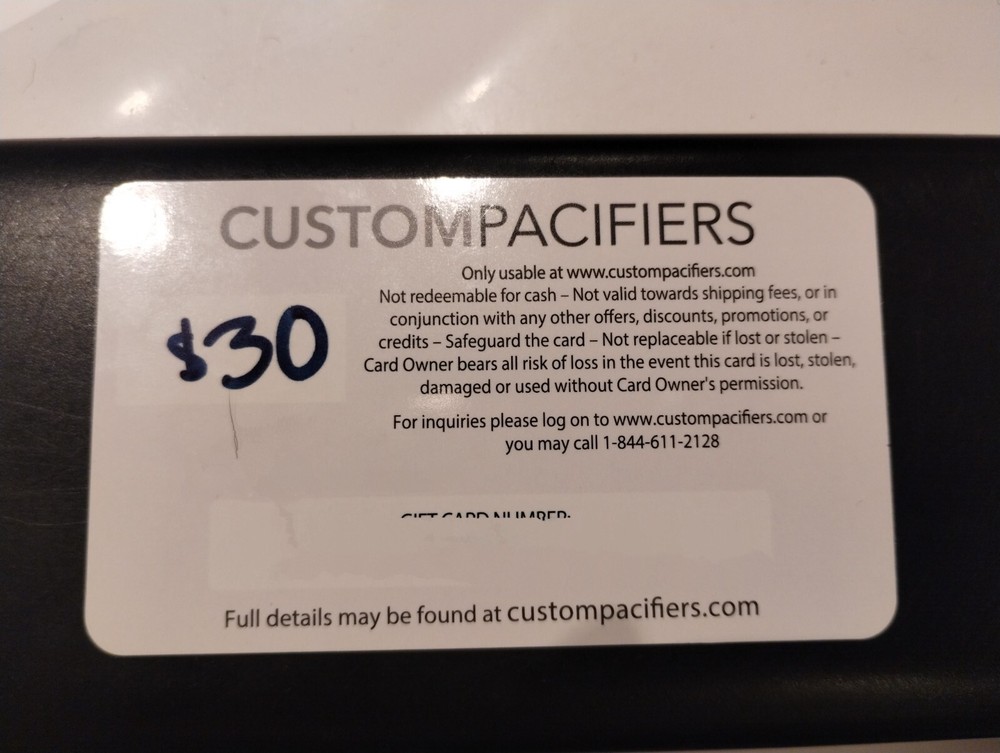 CUSTOMPACIFIERS
Only usable at www.custompacifiers.com
Not redeemable for cash – Not valid towards shipping fees, or in
conjunction with any other offers, discounts, promotions, or
credits – Safeguard the card – Not replaceable if lost or stolen –
Card Owner bears all risk of loss in the event this card is lost, stolen,
damaged or used without Card Owner's permission.
$30
For inquiries please log on to www.custompacifiers.com or
you may call 1-844-611-2128
GIFT CARD NUMBER:
Full details may be found at custompacifiers.com